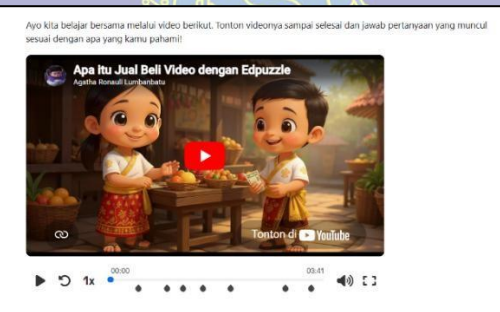 Ayo kita belajar bersama melalui video berikut. Tonton videonya sampai selesai dan jawab pertanyaan yang muncul
sesuai dengan apa yang kamu pahami!
Apa itu Jual Beli Video dengan Edpuzzle
Agatha Ronauli Lumbanbatu
Tonton di YouTube
1x
00:00
03:41